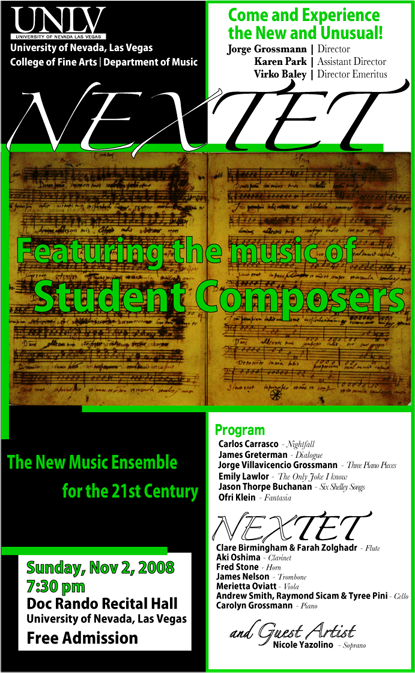 UNLV
UNIVERSITY OF NEVADA LAS VEGAS
University of Nevada, Las Vegas
College of Fine Arts | Department of Music
Come and Experience
the New and Unusual!
Jorge Grossmann | Director
Karen Park | Assistant Director
Virko Baley | Director Emeritus
NEXTET
Featuring the music of
Student Composers
The New Music Ensemble
for the 21st Century
Sunday, Nov 2, 2008
7:30 pm
Doc Rando Recital Hall
University of Nevada, Las Vegas
Free Admission
Program
Carlos Carrasco - Nightfall
James Greterman - Dialogue
Jorge Villavicencio Grossmann - Three Piano Pieces
Emily Lawlor - The Only Joke I know
Jason Thorpe Buchanan - Six Shelley Songs
Ofri Klein - Fantasia
NEXTET
Clare Birmingham & Farah Zolghadr - Flute
Aki Oshima - Clarinet
Fred Stone - Horn
James Nelson - Trombone
Merietta Oviatt - Viola
Andrew Smith, Raymond Sicam & Tyree Pini - Cello
Carolyn Grossmann - Piano
and Guest Artist
Nicole Yazolino - Soprano